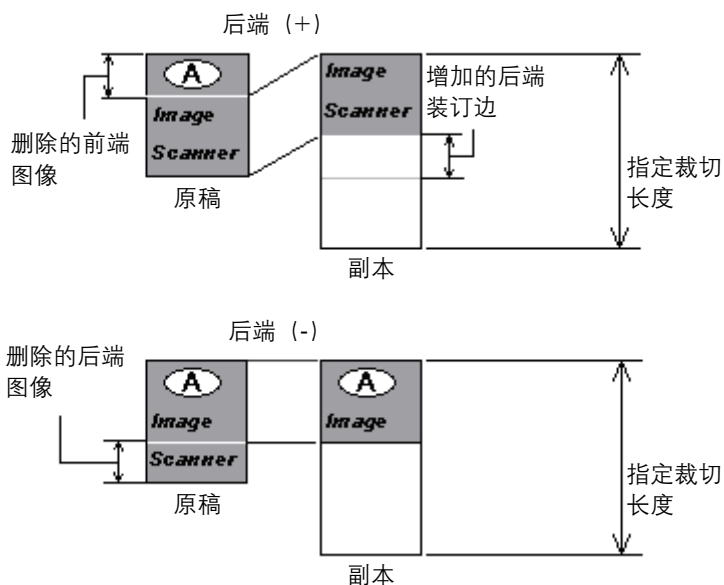 后端 (+)
A
Image
Scanner
删除的前端
图像
原稿
Image
Scanner
增加的后端
装订边
指定裁切
长度
副本
后端 (-)
删除的后端
图像
A
Image
Scanner
原稿
A
Image
指定裁切
长度
副本